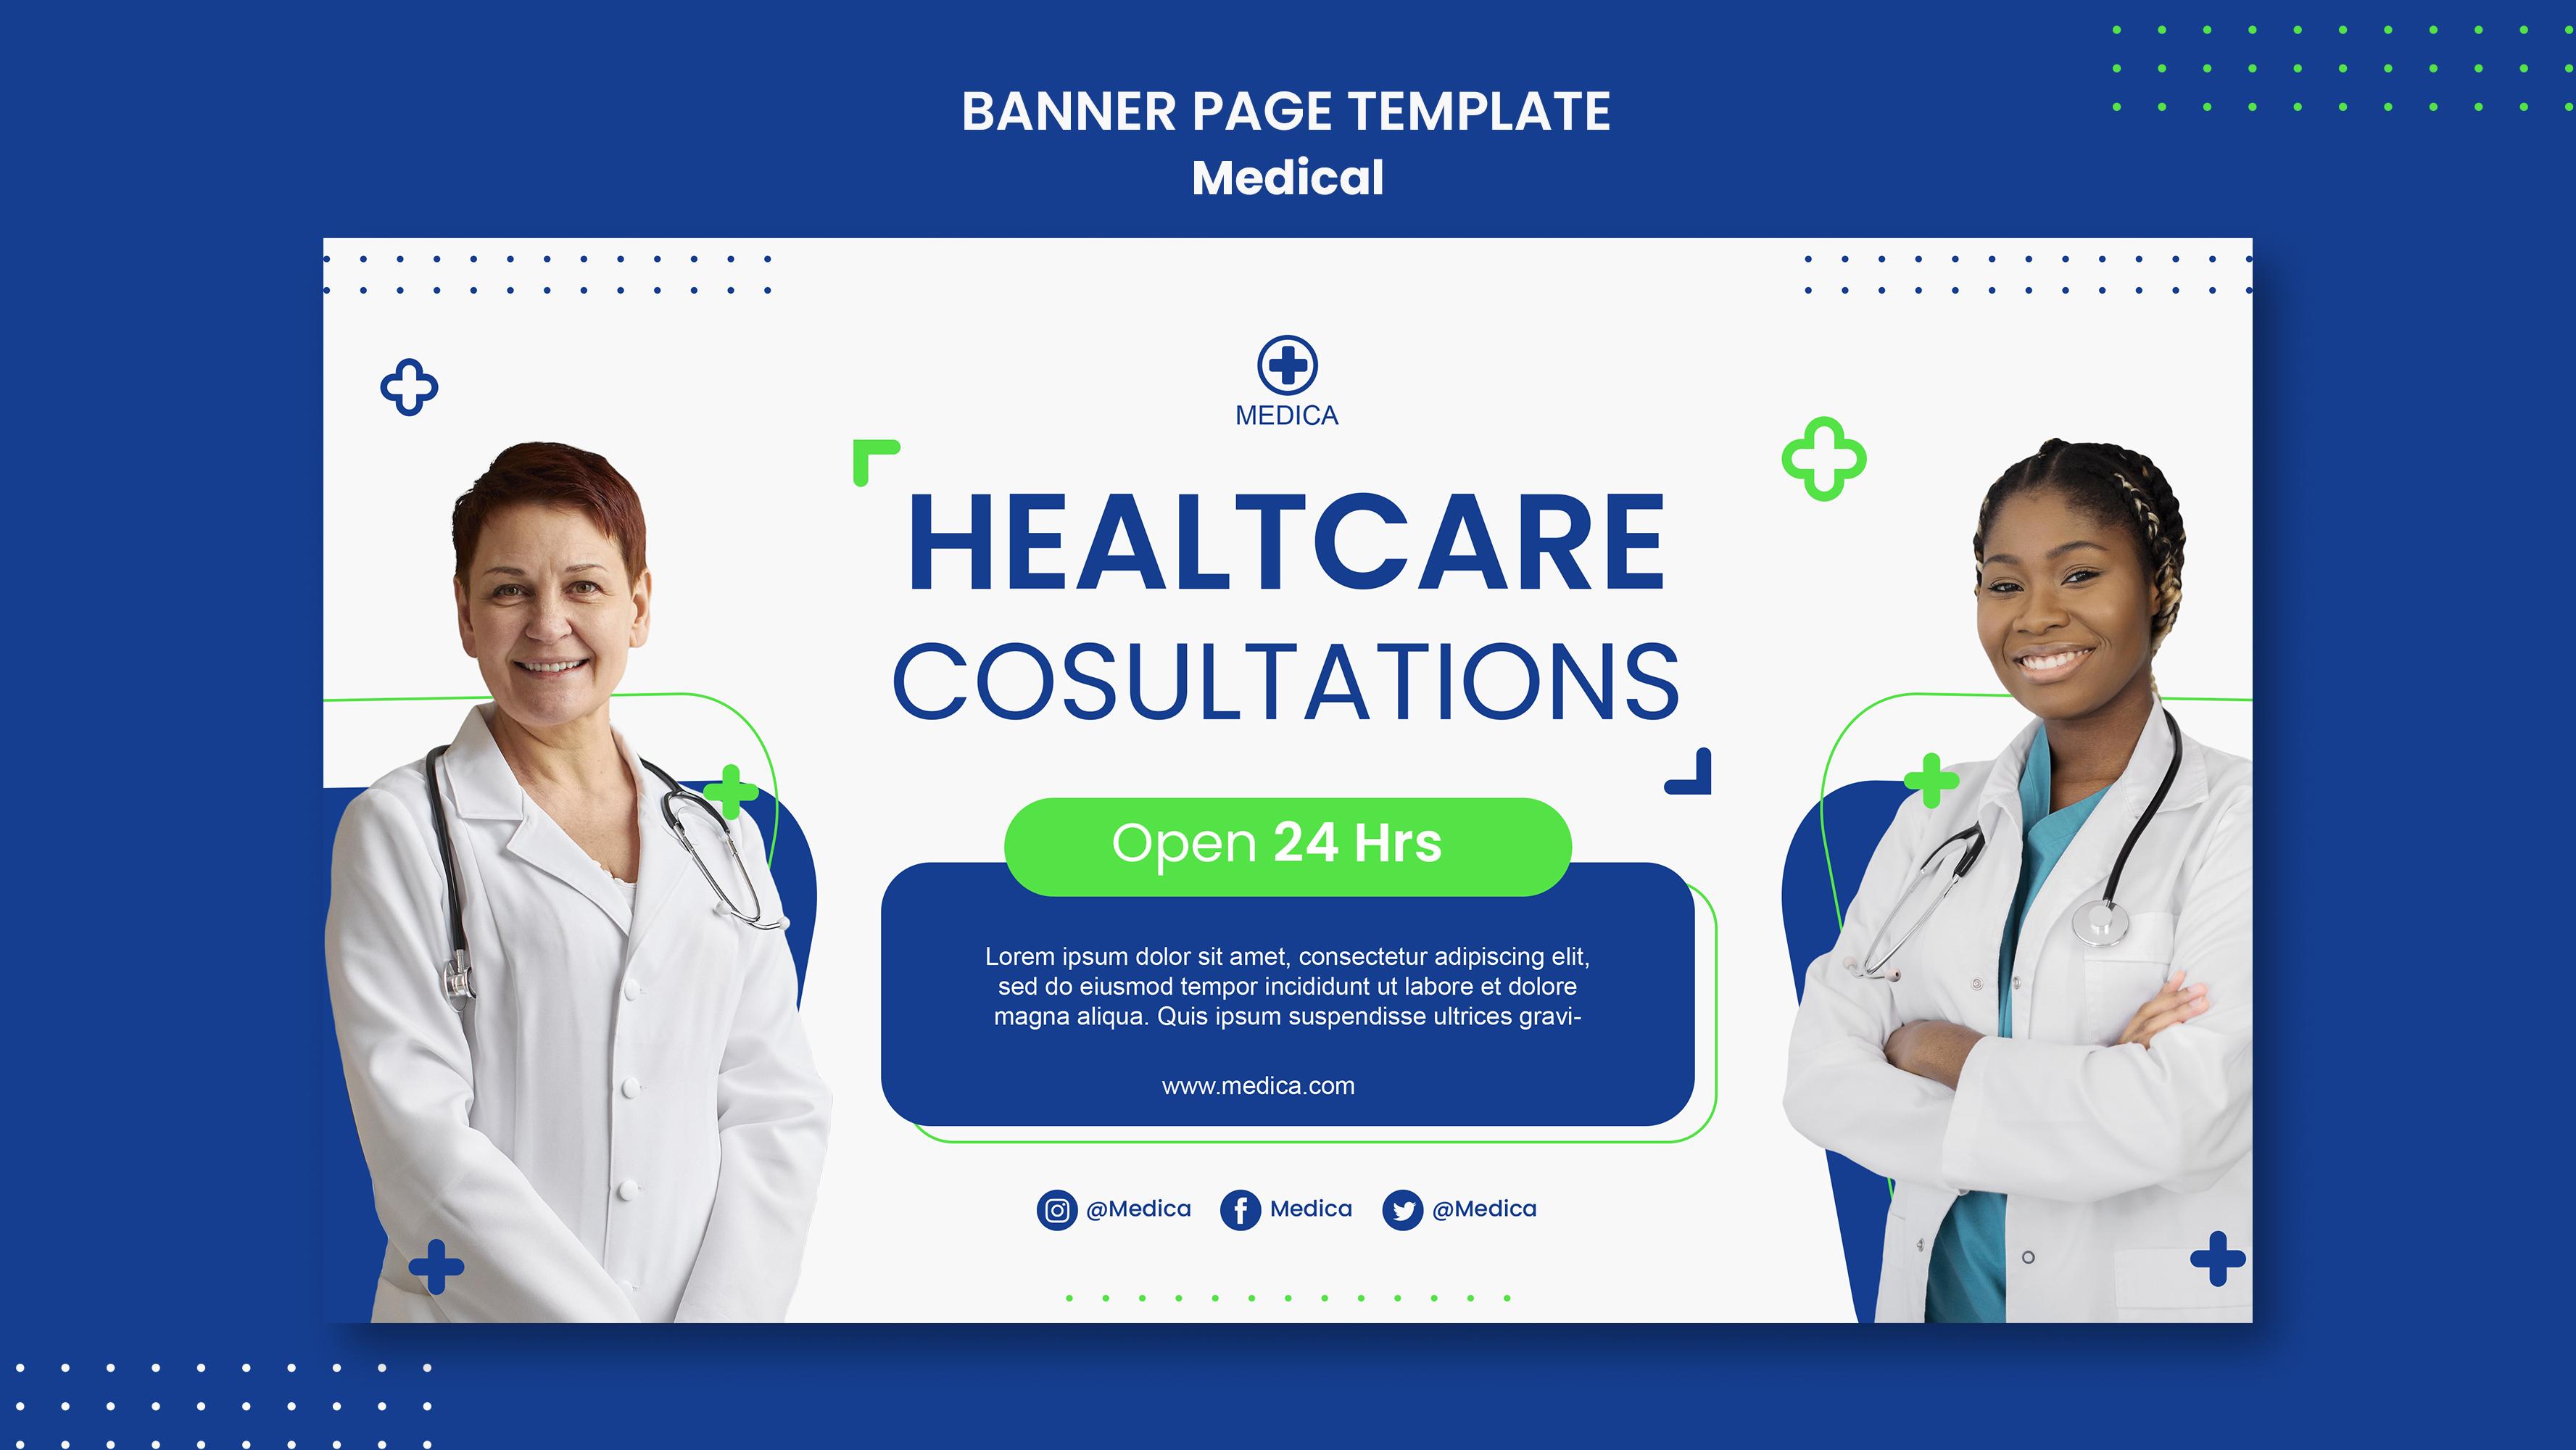 BANNER PAGE TEMPLATE
Medical
MEDICA
HEALTCARE
COSULTATIONS
Open 24 Hrs
Lorem ipsum dolor sit amet, consectetur adipiscing elit,
sed do eiusmod tempor incididunt ut labore et dolore
magna aliqua. Quis ipsum suspendisse ultrices gravi-
www.medica.com
@Medica Medica @Medica